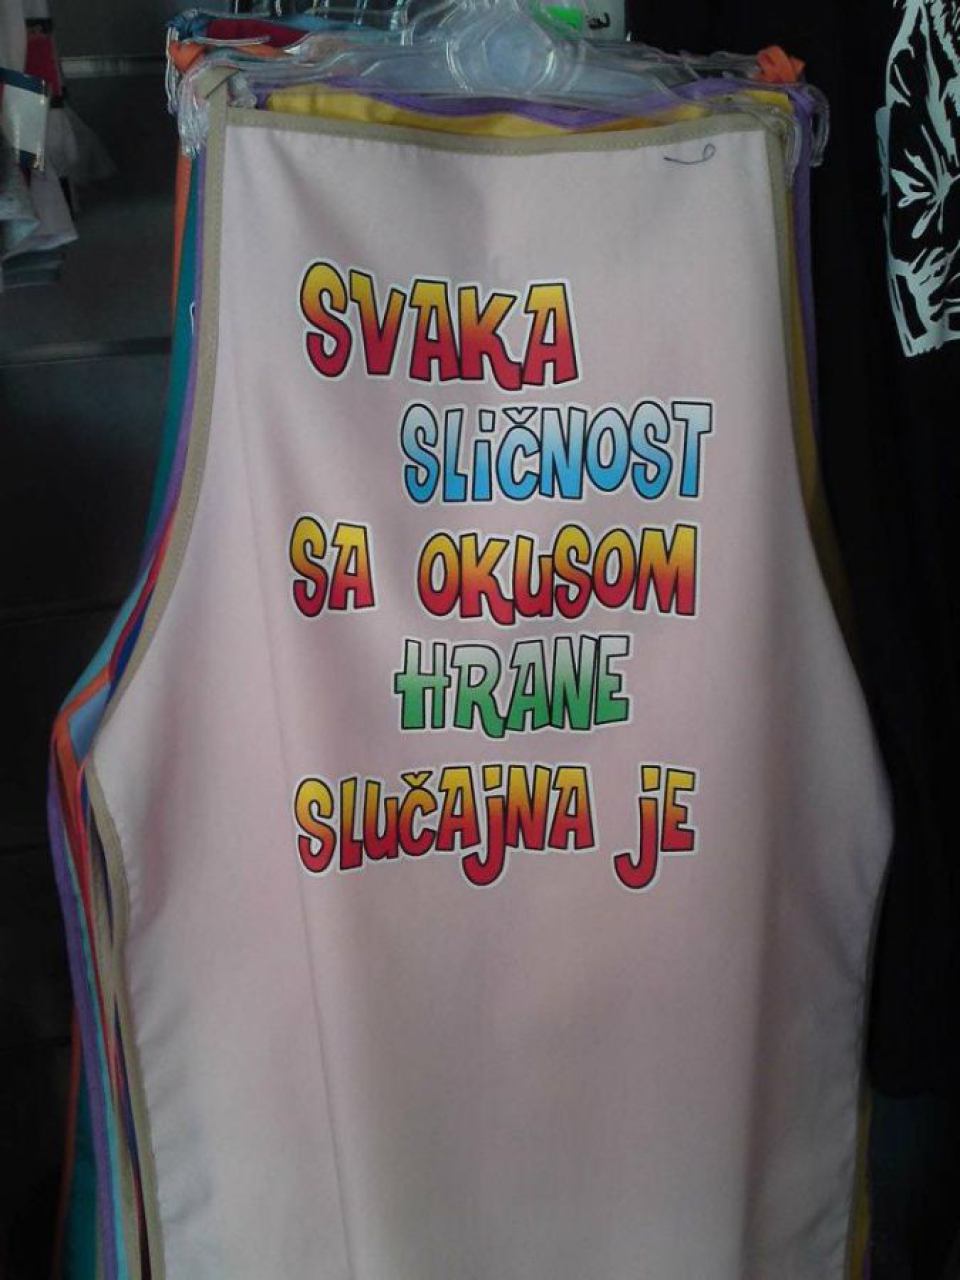 SVAKA
SLiČNOST
SA OKUSOM
HRANE
SLUČAJNA JE